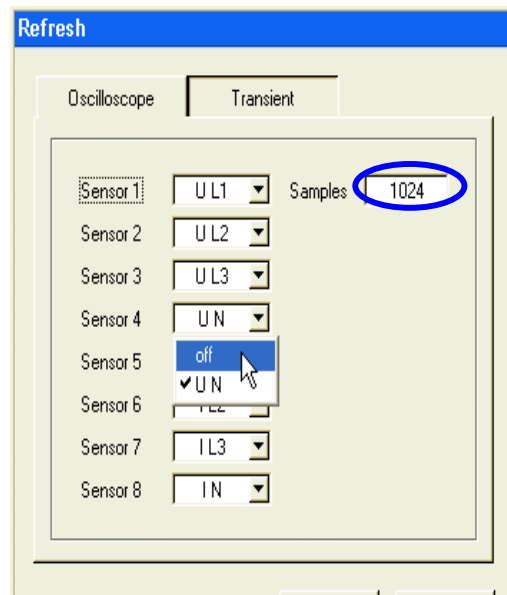 Refresh
Oscilloscope Transient
Sensor 1 U L1 Samples 1024
Sensor 2 U L2
Sensor 3 U L3
Sensor 4 U N
Sensor 5 off
✔U N
Sensor 6
Sensor 7 I L3
Sensor 8 I N